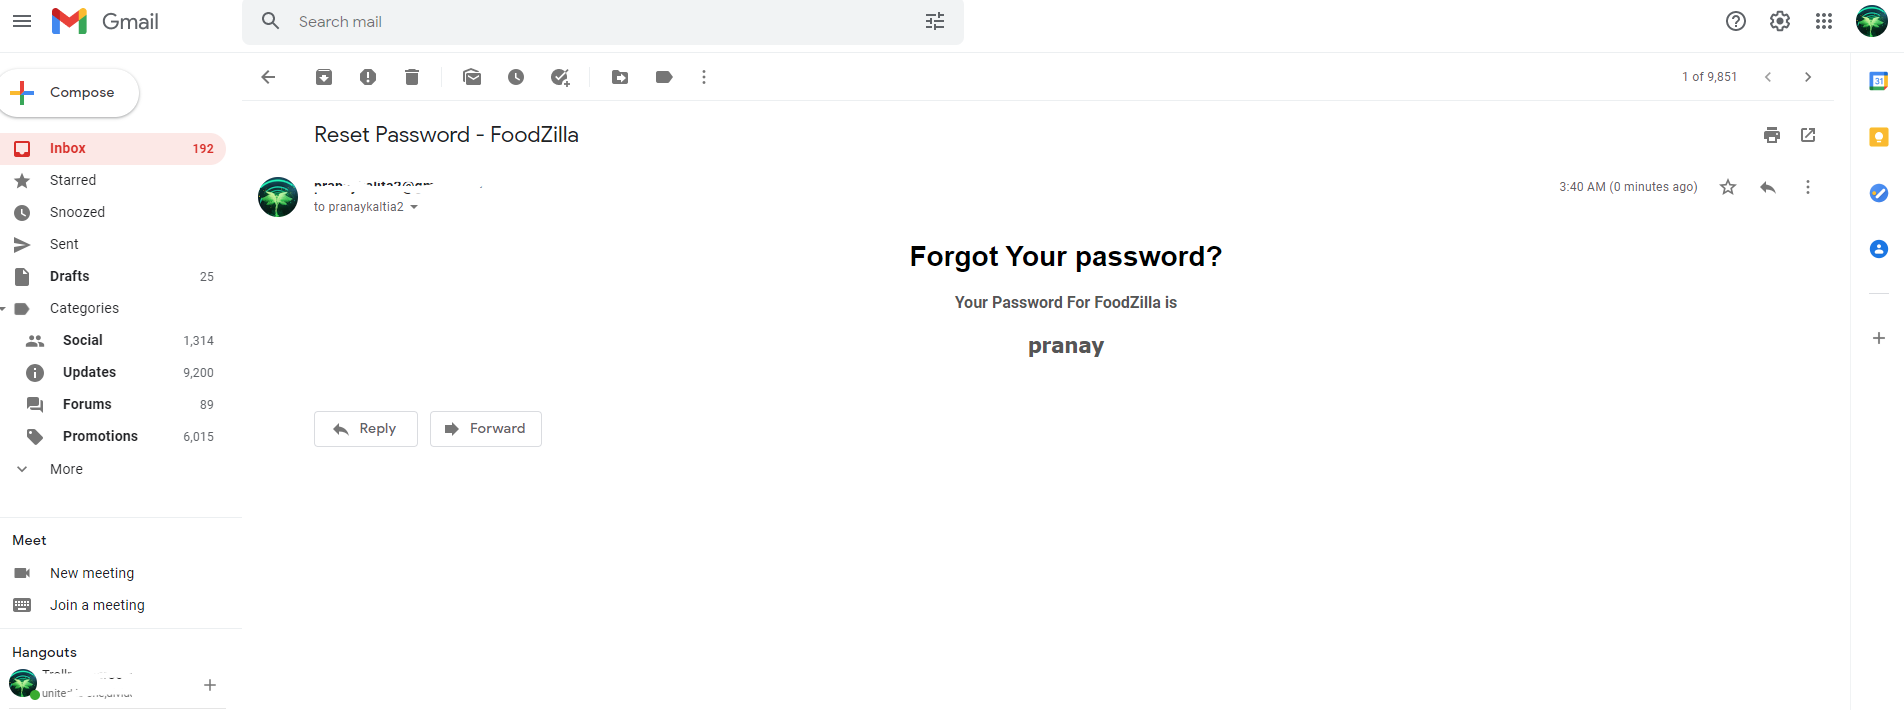 Gmail
Search mail
1 of 9,851
Compose
Reset Password - FoodZilla
Inbox 192
Starred
Snoozed
Sent
Drafts 25
Categories
Social 1,314
Updates 9,200
Forums 89
Promotions 6,015
More
3:40 AM (0 minutes ago)
to pranaykaltia2
Forgot Your password?
Your Password For FoodZilla is
pranay
Reply
Forward
Meet
New meeting
Join a meeting
Hangouts
31